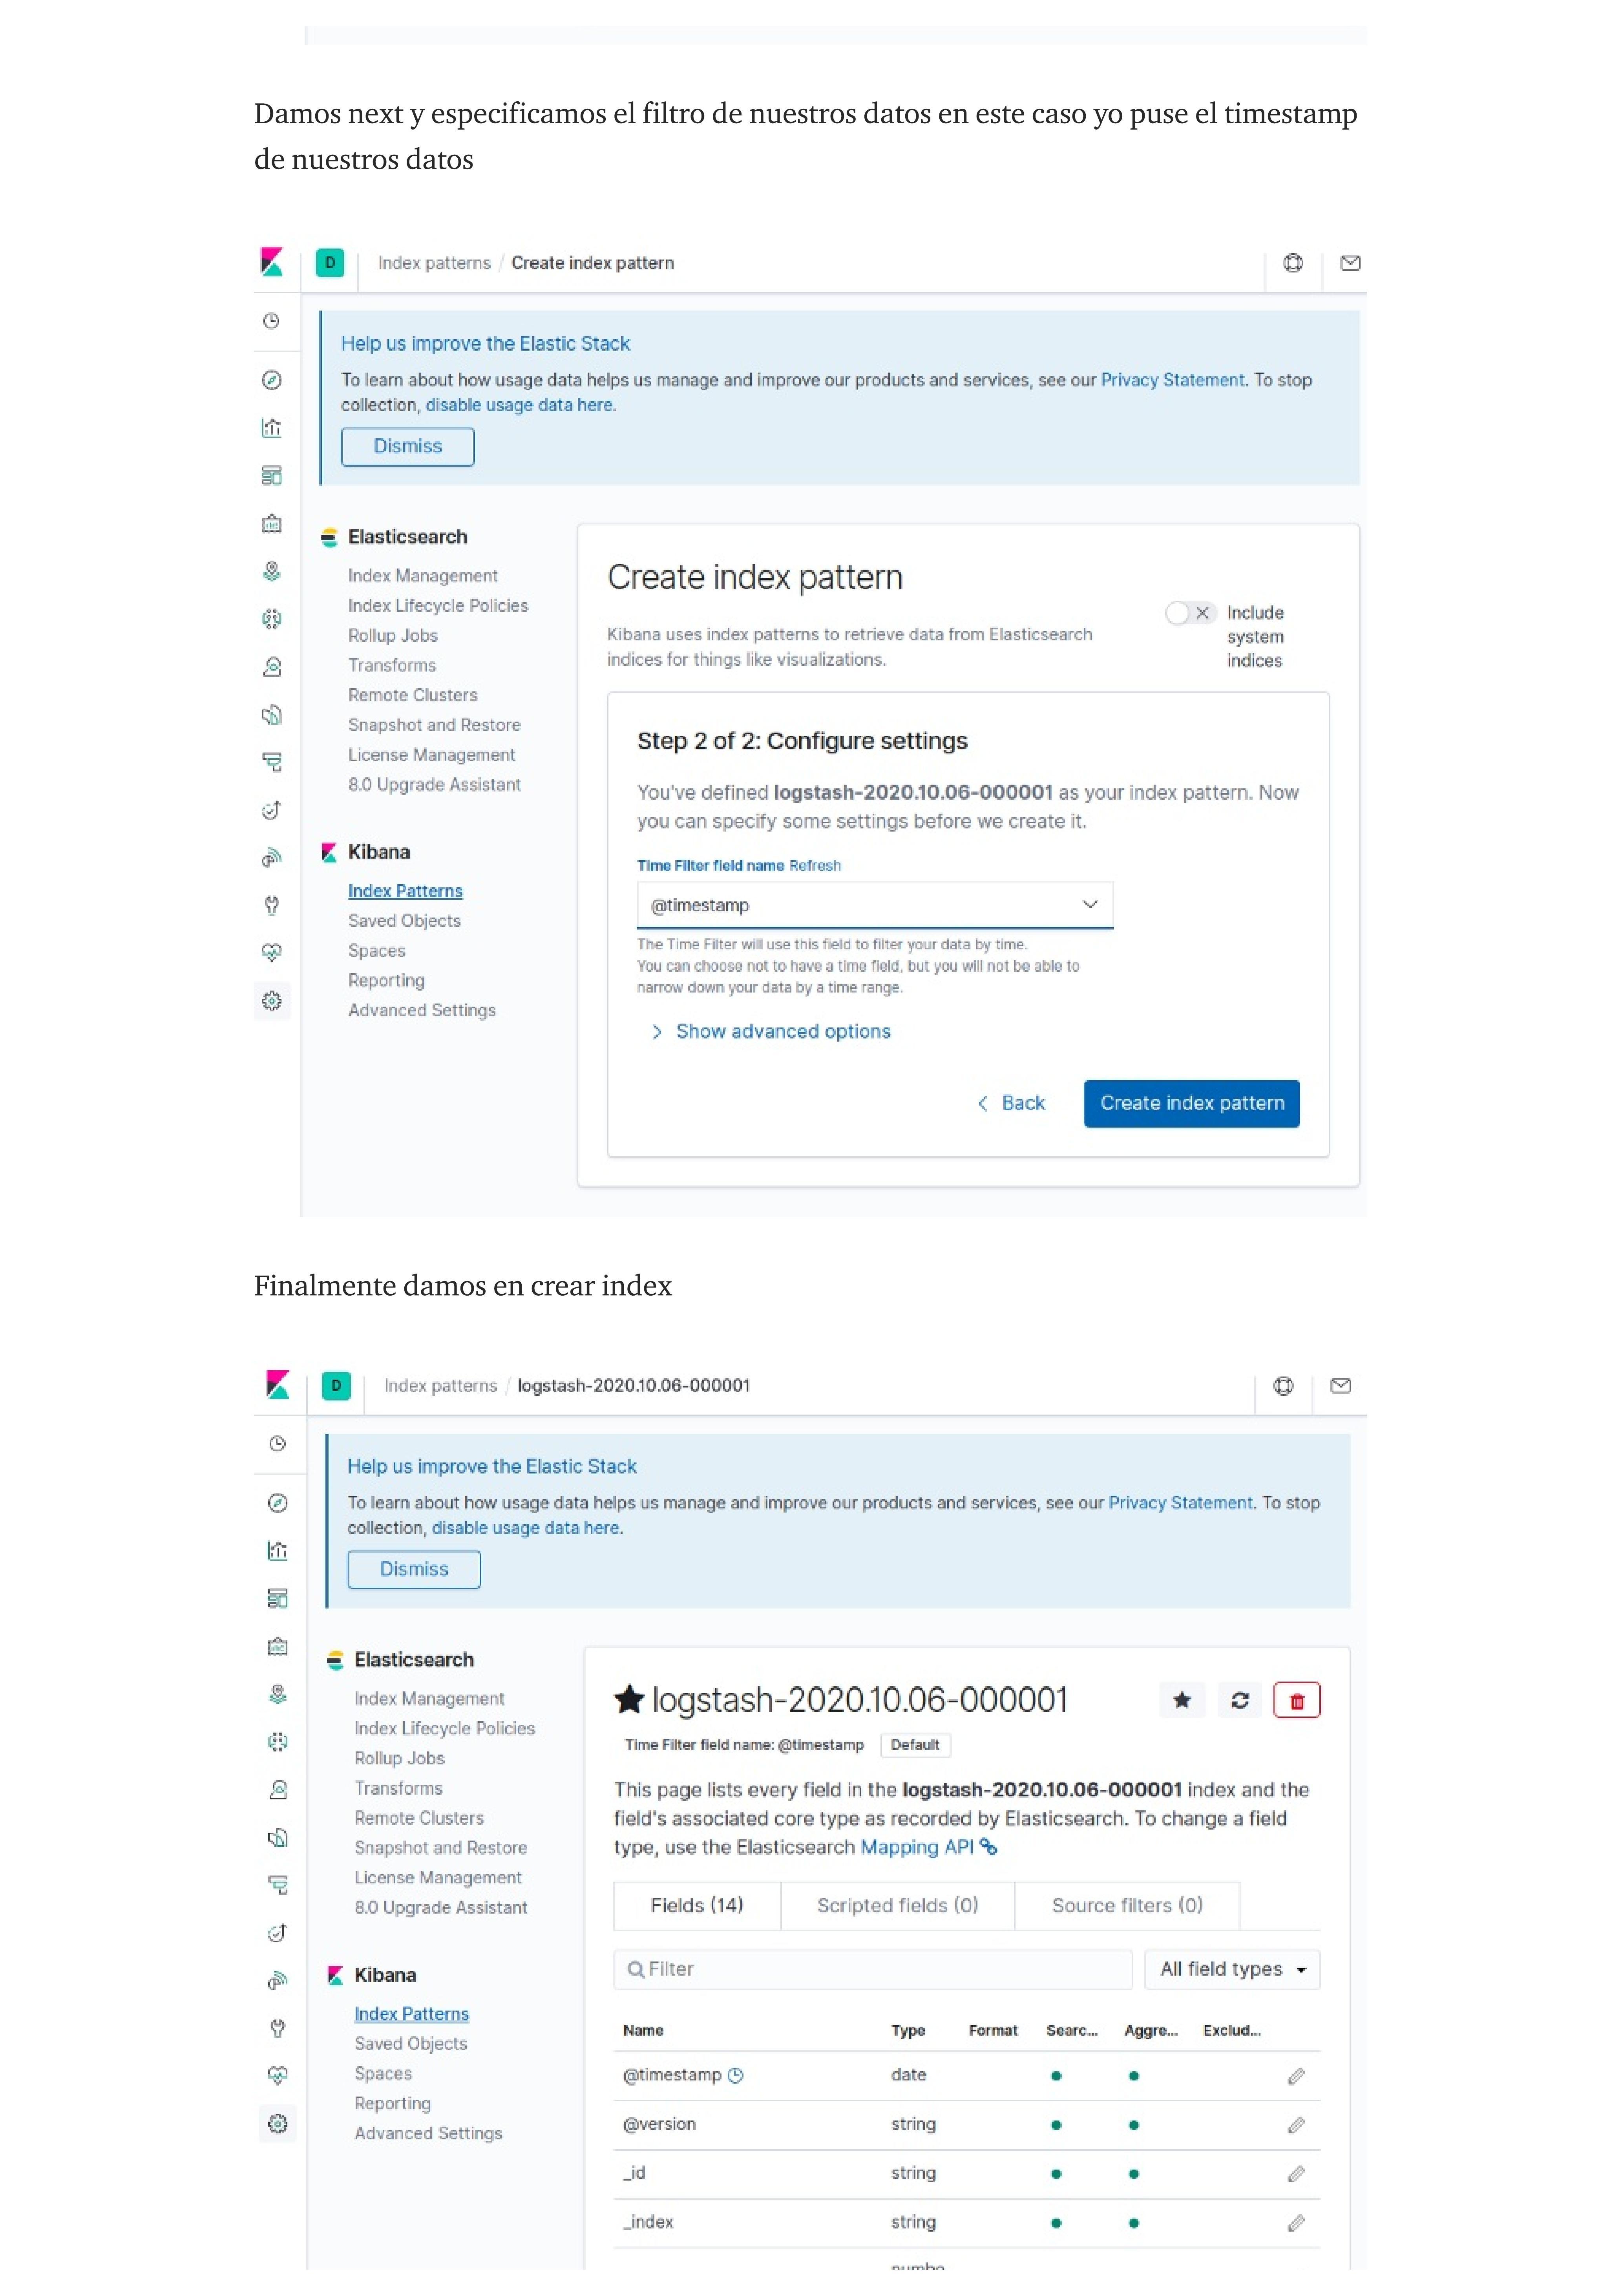 Damos next y especificamos el filtro de nuestros datos en este caso yo puse el timestamp
de nuestros datos
D
Index patterns / Create index pattern
Help us improve the Elastic Stack
To learn about how usage data helps us manage and improve our products and services, see our Privacy Statement. To stop
collection, disable usage data here.
Dismiss
Elasticsearch
Index Management
Index Lifecycle Policies
Rollup Jobs
Transforms
Remote Clusters
Snapshot and Restore
License Management
8.0 Upgrade Assistant
Kibana
Index Patterns
Saved Objects
Spaces
Reporting
Advanced Settings
Create index pattern
Kibana uses index patterns to retrieve data from Elasticsearch
indices for things like visualizations.
Include
system
indices
Step 2 of 2: Configure settings
You've defined logstash-2020.10.06-000001 as your index pattern. Now
you can specify some settings before we create it.
Time Filter field name Refresh
@timestamp
The Time Filter will use this field to filter your data by time.
You can choose not to have a time field, but you will not be able to
narrow down your data by a time range.
Show advanced options
Back
Create index pattern
Finalmente damos en crear index
D
Index patterns / logstash-2020.10.06-000001
Help us improve the Elastic Stack
To learn about how usage data helps us manage and improve our products and services, see our Privacy Statement. To stop
collection, disable usage data here.
Dismiss
Elasticsearch
Index Management
Index Lifecycle Policies
Rollup Jobs
Transforms
Remote Clusters
Snapshot and Restore
License Management
8.0 Upgrade Assistant
Kibana
Index Patterns
Saved Objects
Spaces
Reporting
Advanced Settings
logstash-2020.10.06-000001
Time Filter field name: @timestamp Default
This page lists every field in the logstash-2020.10.06-000001 index and the
field's associated core type as recorded by Elasticsearch. To change a field
type, use the Elasticsearch Mapping API
Fields (14) Scripted fields (0) Source filters (0)
Filter All field types
Name Type Format Searc... Aggre... Exclud...
@timestamp date
@version string
_id string
_index string